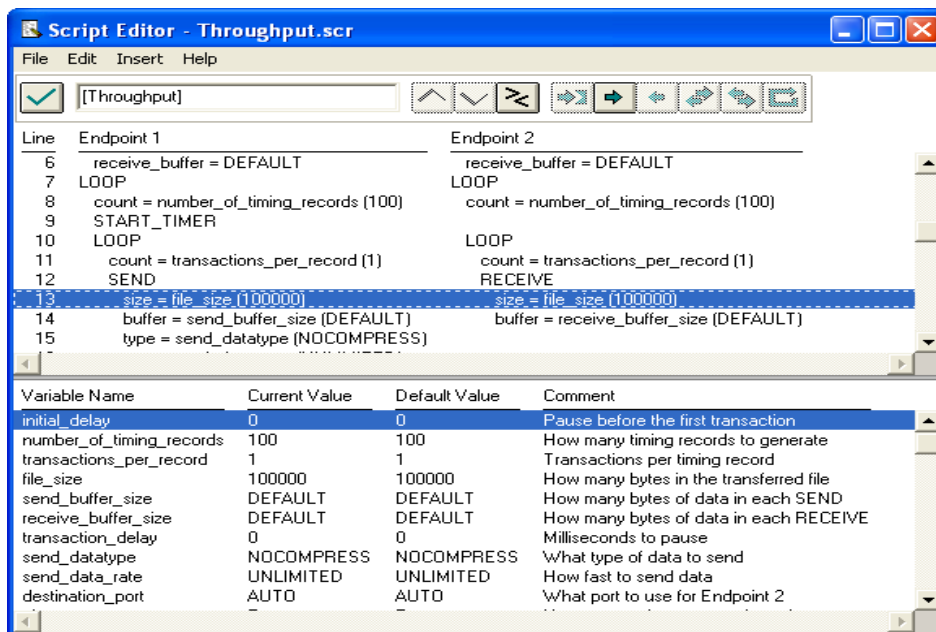 Script Editor - Throughput.scr
File Edit Insert Help
[Throughput]
Line Endpoint 1 Endpoint 2
6 receive_buffer = DEFAULT receive_buffer = DEFAULT
7 LOOP LOOP
8 count = number_of_timing_records (100) count = number_of_timing_records (100)
9 START_TIMER
10 LOOP LOOP
11 count = transactions_per_record (1) count = transactions_per_record (1)
12 SEND RECEIVE
13 size = file_size (100000) size = file_size (100000)
14 buffer = send_buffer_size (DEFAULT) buffer = receive_buffer_size (DEFAULT)
15 type = send_datatype (NOCOMPRESS)
Variable Name Current Value Default Value Comment
initial_delay 0 0 Pause before the first transaction
number_of_timing_records 100 100 How many timing records to generate
transactions_per_record 1 1 Transactions per timing record
file_size 100000 100000 How many bytes in the transferred file
send_buffer_size DEFAULT DEFAULT How many bytes of data in each SEND
receive_buffer_size DEFAULT DEFAULT How many bytes of data in each RECEIVE
transaction_delay 0 0 Milliseconds to pause
send_datatype NOCOMPRESS NOCOMPRESS What type of data to send
send_data_rate UNLIMITED UNLIMITED How fast to send data
destination_port AUTO AUTO What port to use for Endpoint 2